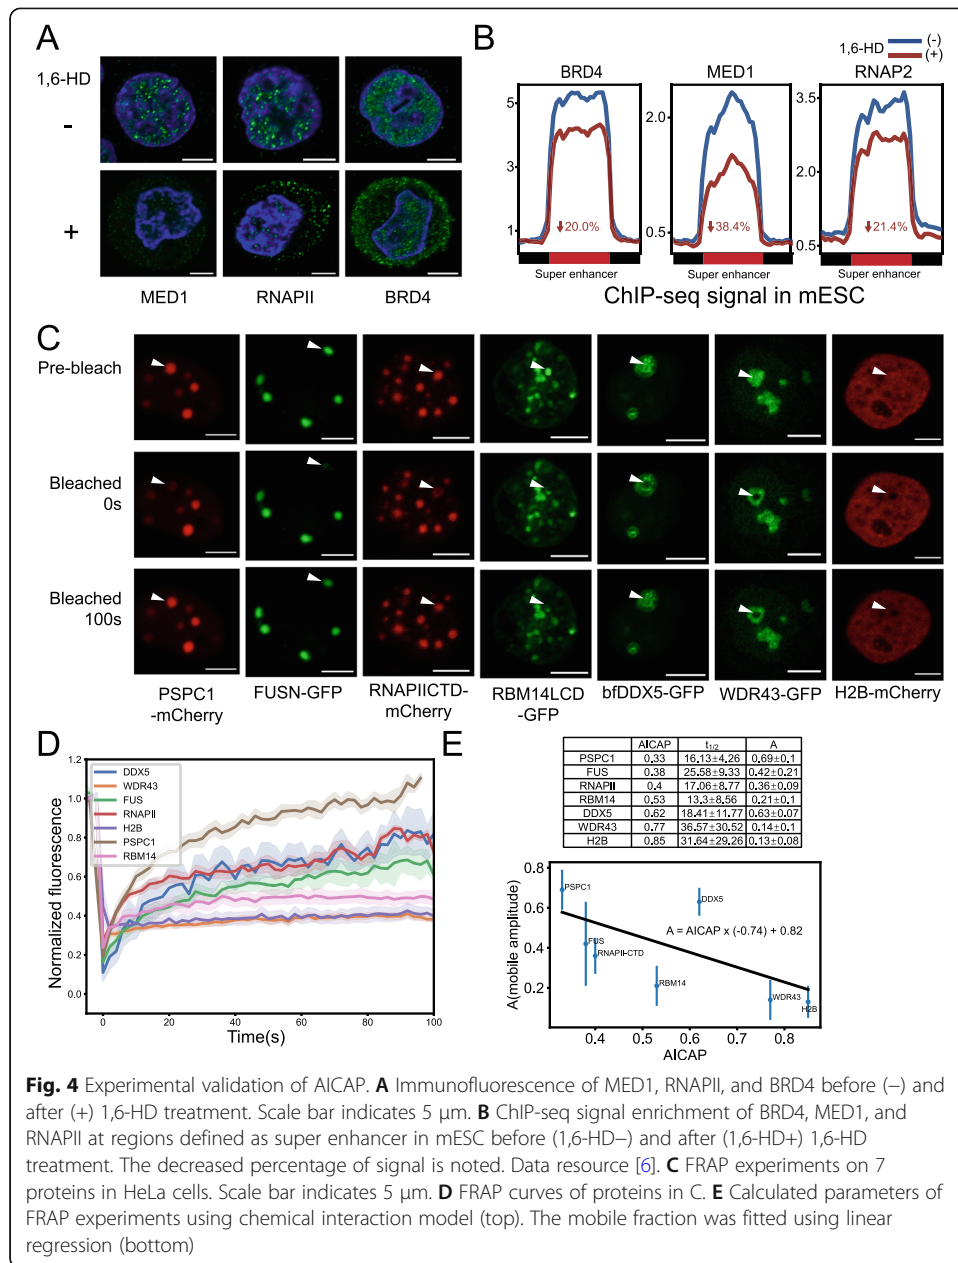 A
1,6-HD
-
+
MED1 RNAPII BRD4
B
1,6-HD (-)
(+)
BRD4 MED1 RNAP2
5
3
1
2.0
0.5
3.5
2.0
0.5
20.0% 38.4% 21.4%
Super enhancer Super enhancer Super enhancer
ChIP-seq signal in mESC
C
Pre-bleach
Bleached
0s
Bleached
100s
PSPC1
-mCherry
FUSN-GFP
RNAPIICTD-
mCherry
RBM14LCD
-GFP
bfDDX5-GFP
WDR43-GFP
H2B-mCherry
D
Normalized fluorescence
1.2
1.0
0.8
0.6
0.4
0.2
0.0
DDX5
WDR43
FUS
RNAPII
H2B
PSPC1
RBM14
0 20 40 60 80 100
Time(s)
E
AICAP t1/2 A
PSPC1 0.33 16.13±4.26 0.69±0.1
FUS 0.38 25.58±9.33 0.42±0.21
RNAPII 0.4 17.06±8.77 0.36±0.09
RBM14 0.53 13.3±8.56 0.21±0.1
DDX5 0.62 18.41±11.77 0.63±0.07
WDR43 0.77 36.57±30.52 0.14±0.1
H2B 0.85 31.64±29.26 0.13±0.08
A(mobile amplitude)
0.8
0.6
0.4
0.2
PSPC1
DDX5
A = AICAP x (-0.74) + 0.82
FUS
RNAPII-CTD
RBM14
WDR43
H2B
0.4 0.5 0.6 0.7 0.8
AICAP
Fig. 4 Experimental validation of AICAP. A Immunofluorescence of MED1, RNAPII, and BRD4 before (−) and
after (+) 1,6-HD treatment. Scale bar indicates 5 μm. B ChIP-seq signal enrichment of BRD4, MED1, and
RNAPII at regions defined as super enhancer in mESC before (1,6-HD−) and after (1,6-HD+) 1,6-HD
treatment. The decreased percentage of signal is noted. Data resource [6]. C FRAP experiments on 7
proteins in HeLa cells. Scale bar indicates 5 μm. D FRAP curves of proteins in C. E Calculated parameters of
FRAP experiments using chemical interaction model (top). The mobile fraction was fitted using linear
regression (bottom)